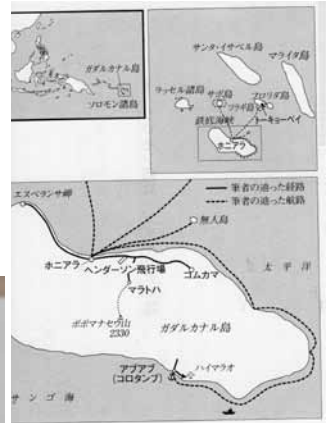 ガダルカナル島
ソロモン諸島
サンタ・イサベル島
マライタ島
ラッセル諸島
サボ島
フロリダ島
ツラギ島
トーキョーベイ
鉄底海峡
ホニアラ
エスペランサ岬
筆者の通った経路
筆者の通った航路
無人島
ホニアラ
ヘンダーソン飛行場
ゴムカマ
太平洋
マラトハ
ポポマナセウ山
2330
ガダルカナル島
アブアブ
(コロタンブ)
ハイマラオ
サンゴ海